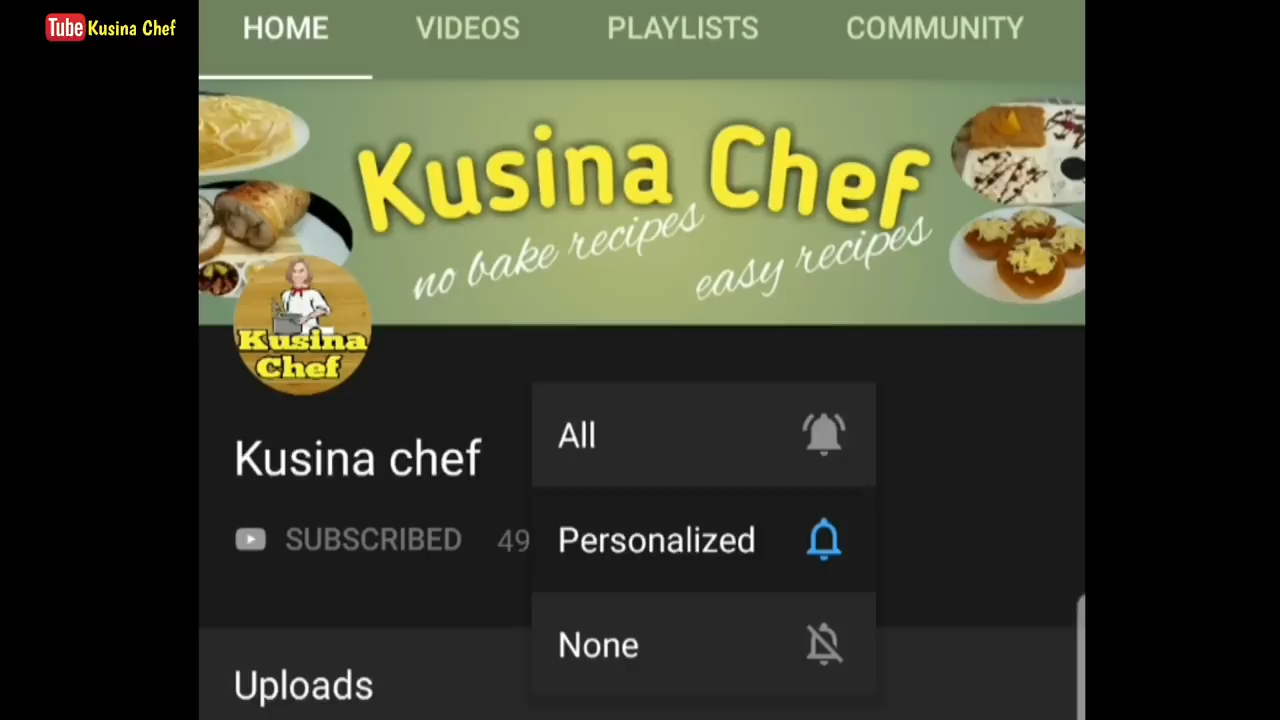 Tube Kusina Chef
HOME VIDEOS PLAYLISTS COMMUNITY
Kusina Chef
no bake recipes
easy recipes
Kusina
Chef
Kusina chef
SUBSCRIBED 49
All
Personalized
None
Uploads